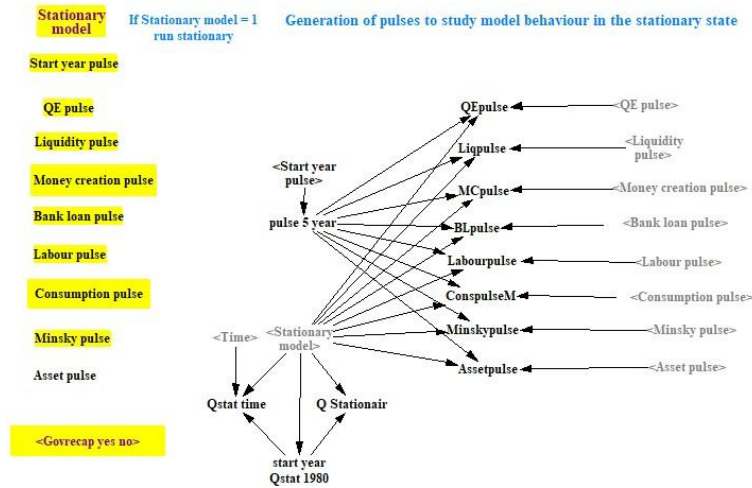 Stationary
model
If Stationary model = 1
run stationary
Generation of pulses to study model behaviour in the stationary state
Start year pulse
QE pulse
Liquidity pulse
Money creation pulse
Bank loan pulse
Labour pulse
Consumption pulse
Minsky pulse
Asset pulse
<Govrecap yes no>
<Start year
pulse>
pulse 5 year
<Time>
<Stationary
model>
Qstat time
Q Stationair
start year
Qstat 1980
QEpulse
Liqpulse
MCpulse
BLpulse
Labourpulse
ConspulseM
Minskypulse
Assetpulse
<QE pulse>
<Liquidity
pulse>
<Money creation pulse>
<Bank loan pulse>
<Labour pulse>
<Consumption pulse>
<Minsky pulse>
<Asset pulse>